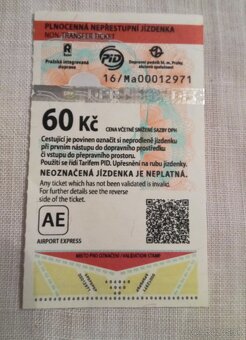 PLNOCENNÁ NEPŘESTUPNÍ JÍZDENKA
NON-TRANSFER TICKET
Pražská integrovaná
doprava
PID
Dopravní podnik hl. m. Prahy
akciová společnost
16/Ma00012971
60 Kč
CENA VČETNĚ SNÍŽENÉ SAZBY DPH
Cestující je povinen označit si neprodleně jízdenku
při prvním nástupu do dopravního prostředku
či vstupu do přepravního prostoru.
Použití se řídí Tarifem PID. Upřesnění na rubu jízdenky.
NEOZNAČENÁ JÍZDENKA JE NEPLATNÁ.
Any ticket which has not been validated is invalid.
For further details see the reverse
side of the ticket.
AE
AIRPORT EXPRESS
MÍSTO PRO OZNAČENÍ / VALIDATION STAMP